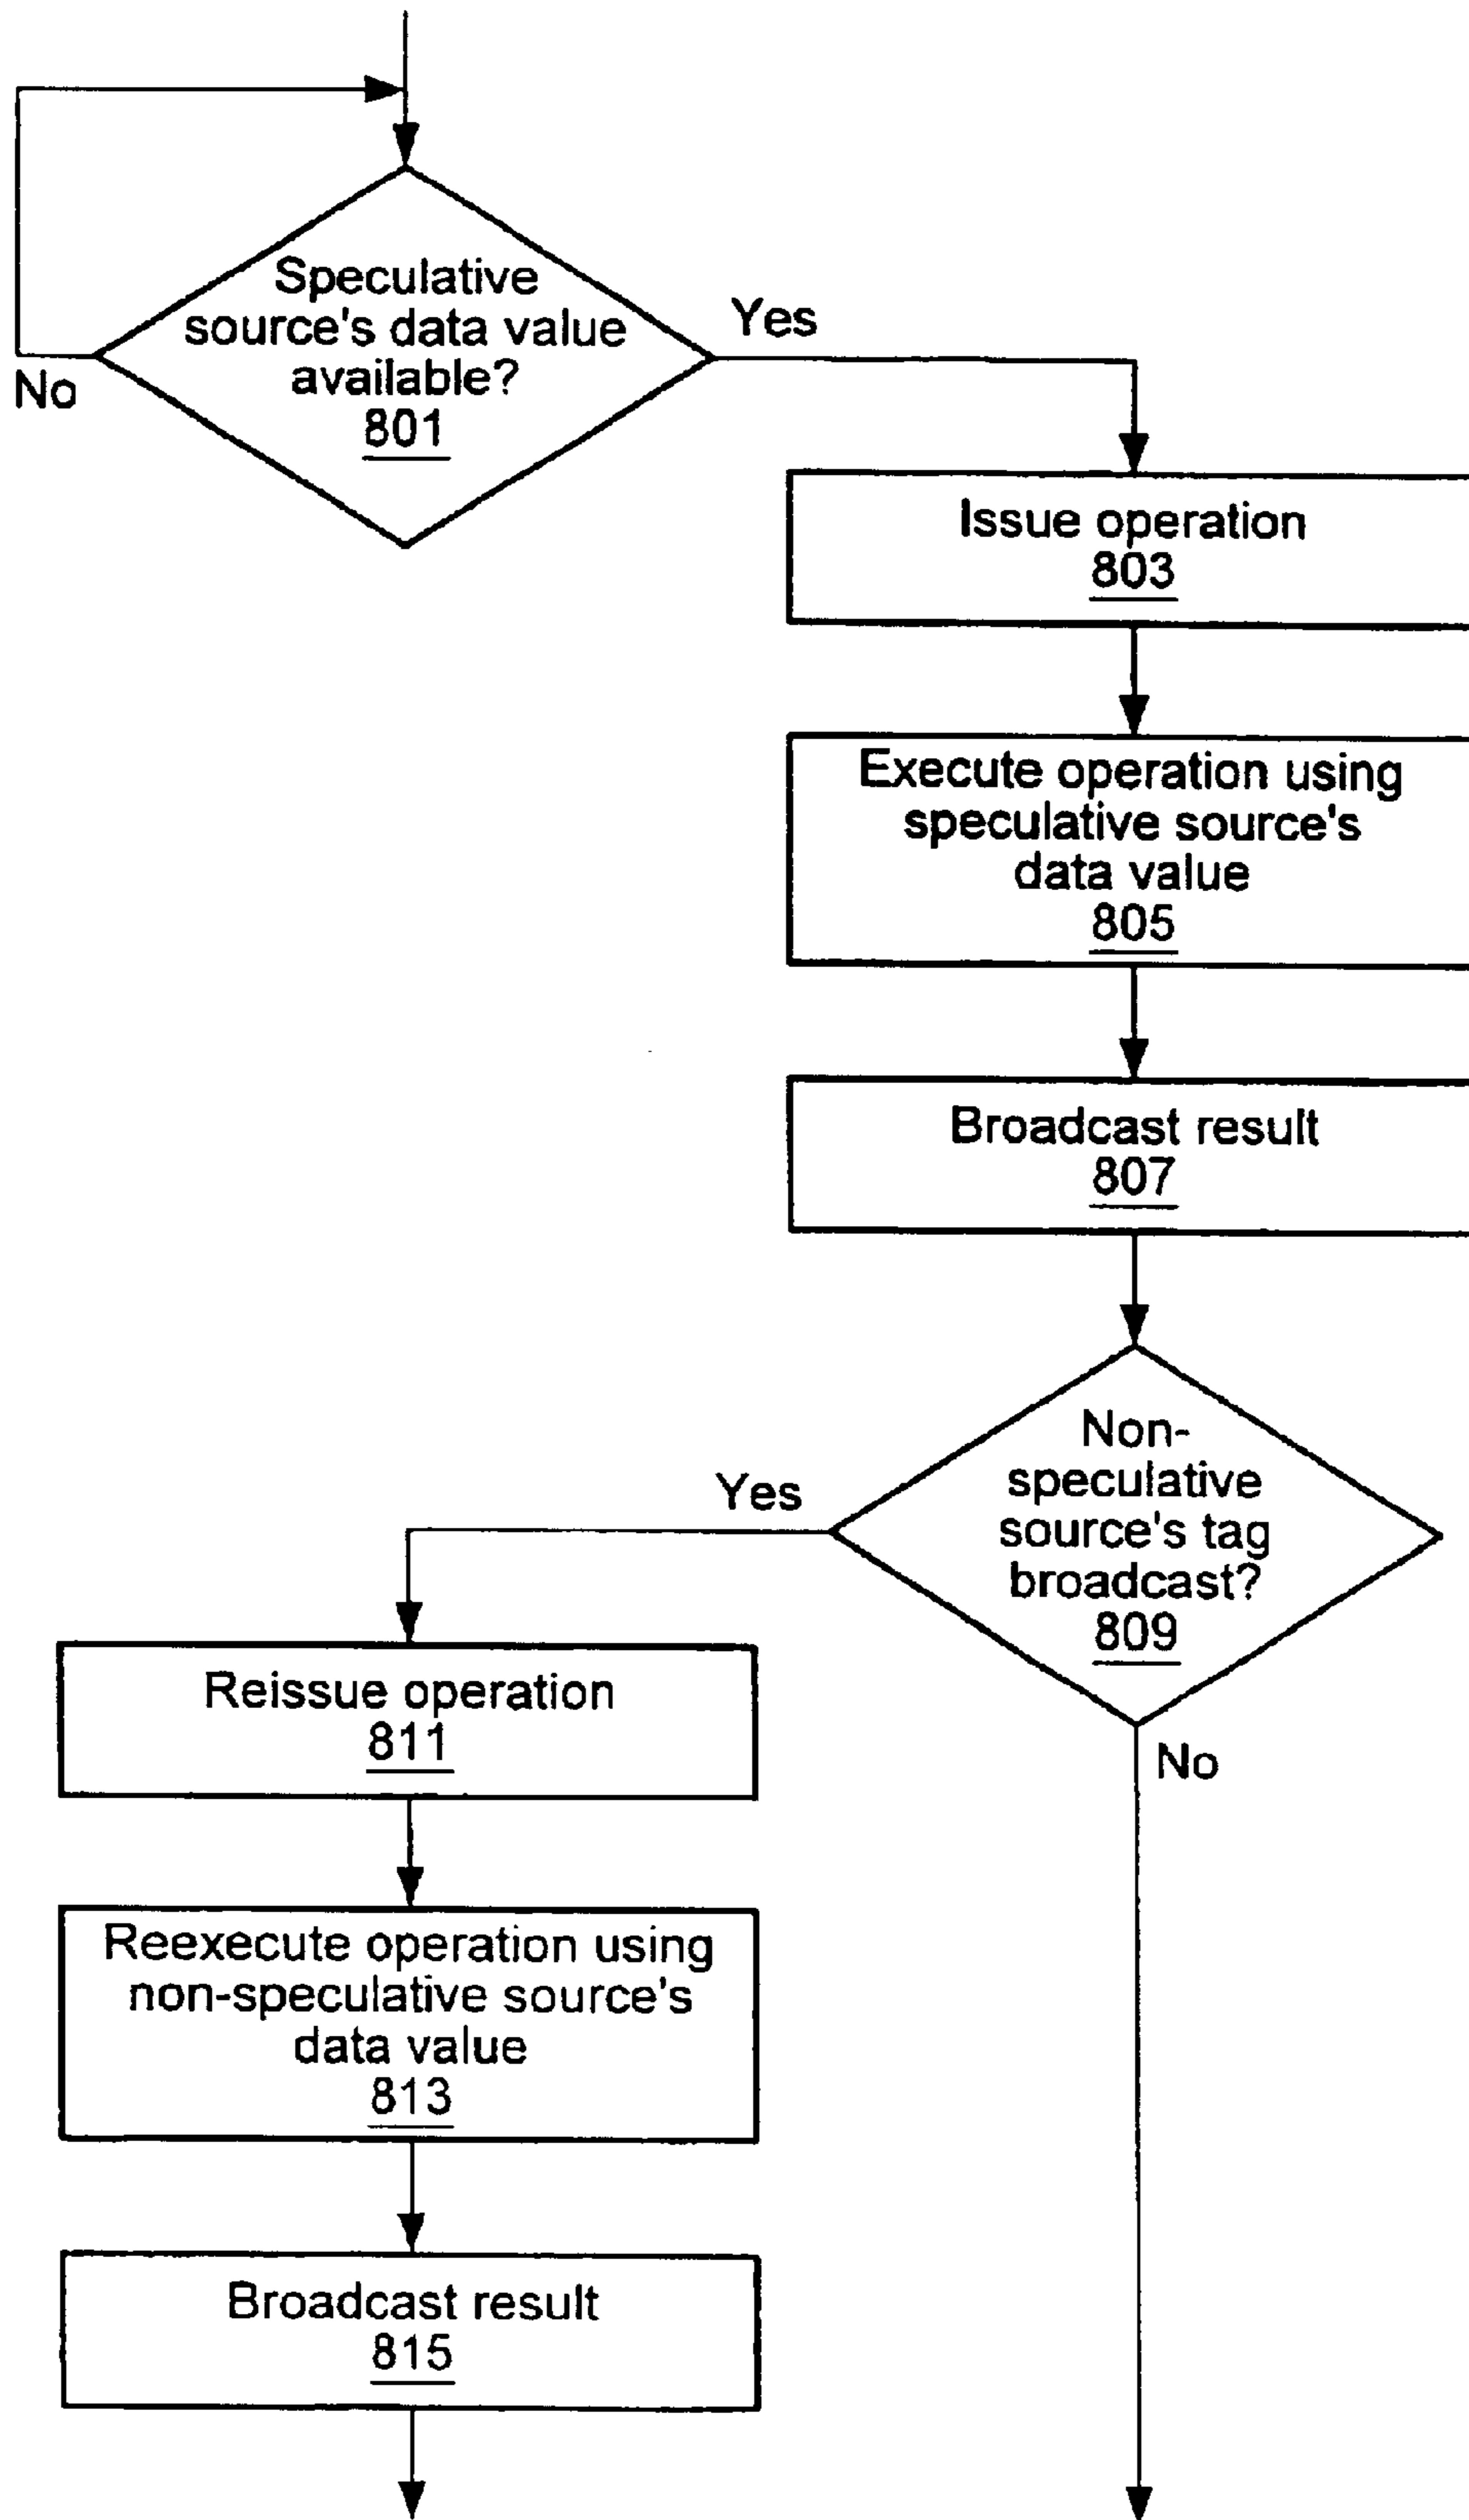 Speculative
source's data value
available?
801
No
Yes
Issue operation
803
Execute operation using
speculative source's
data value
805
Broadcast result
807
Non-
speculative
source's tag
broadcast?
809
Yes
No
Reissue operation
811
Reexecute operation using
non-speculative source's
data value
813
Broadcast result
815